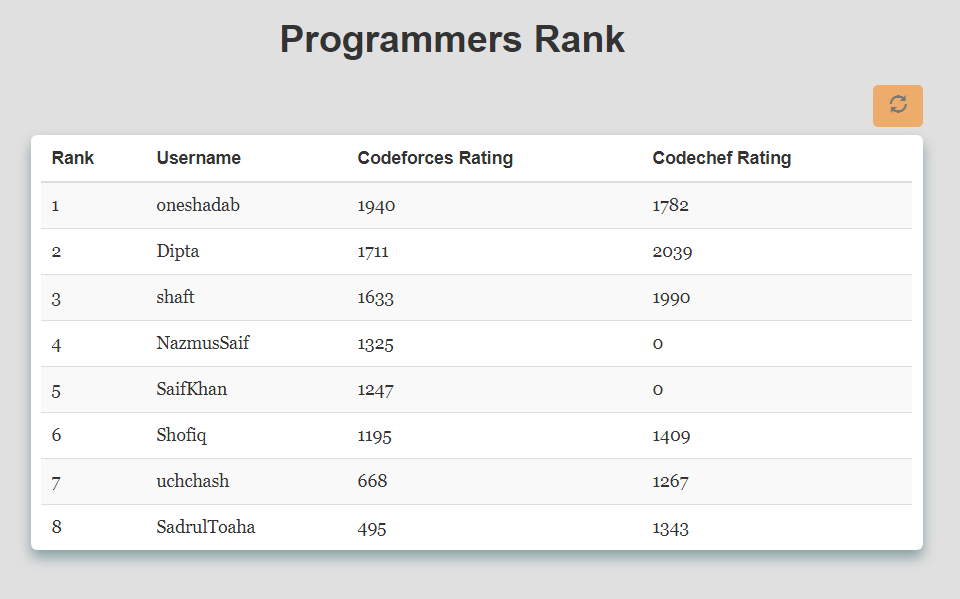 Programmers Rank
Rank Username Codeforces Rating Codechef Rating
1 oneshadab 1940 1782
2 Dipta 1711 2039
3 shaft 1633 1990
4 NazmusSaif 1325 0
5 SaifKhan 1247 0
6 Shofiq 1195 1409
7 uchchash 668 1267
8 SadrulToaha 495 1343